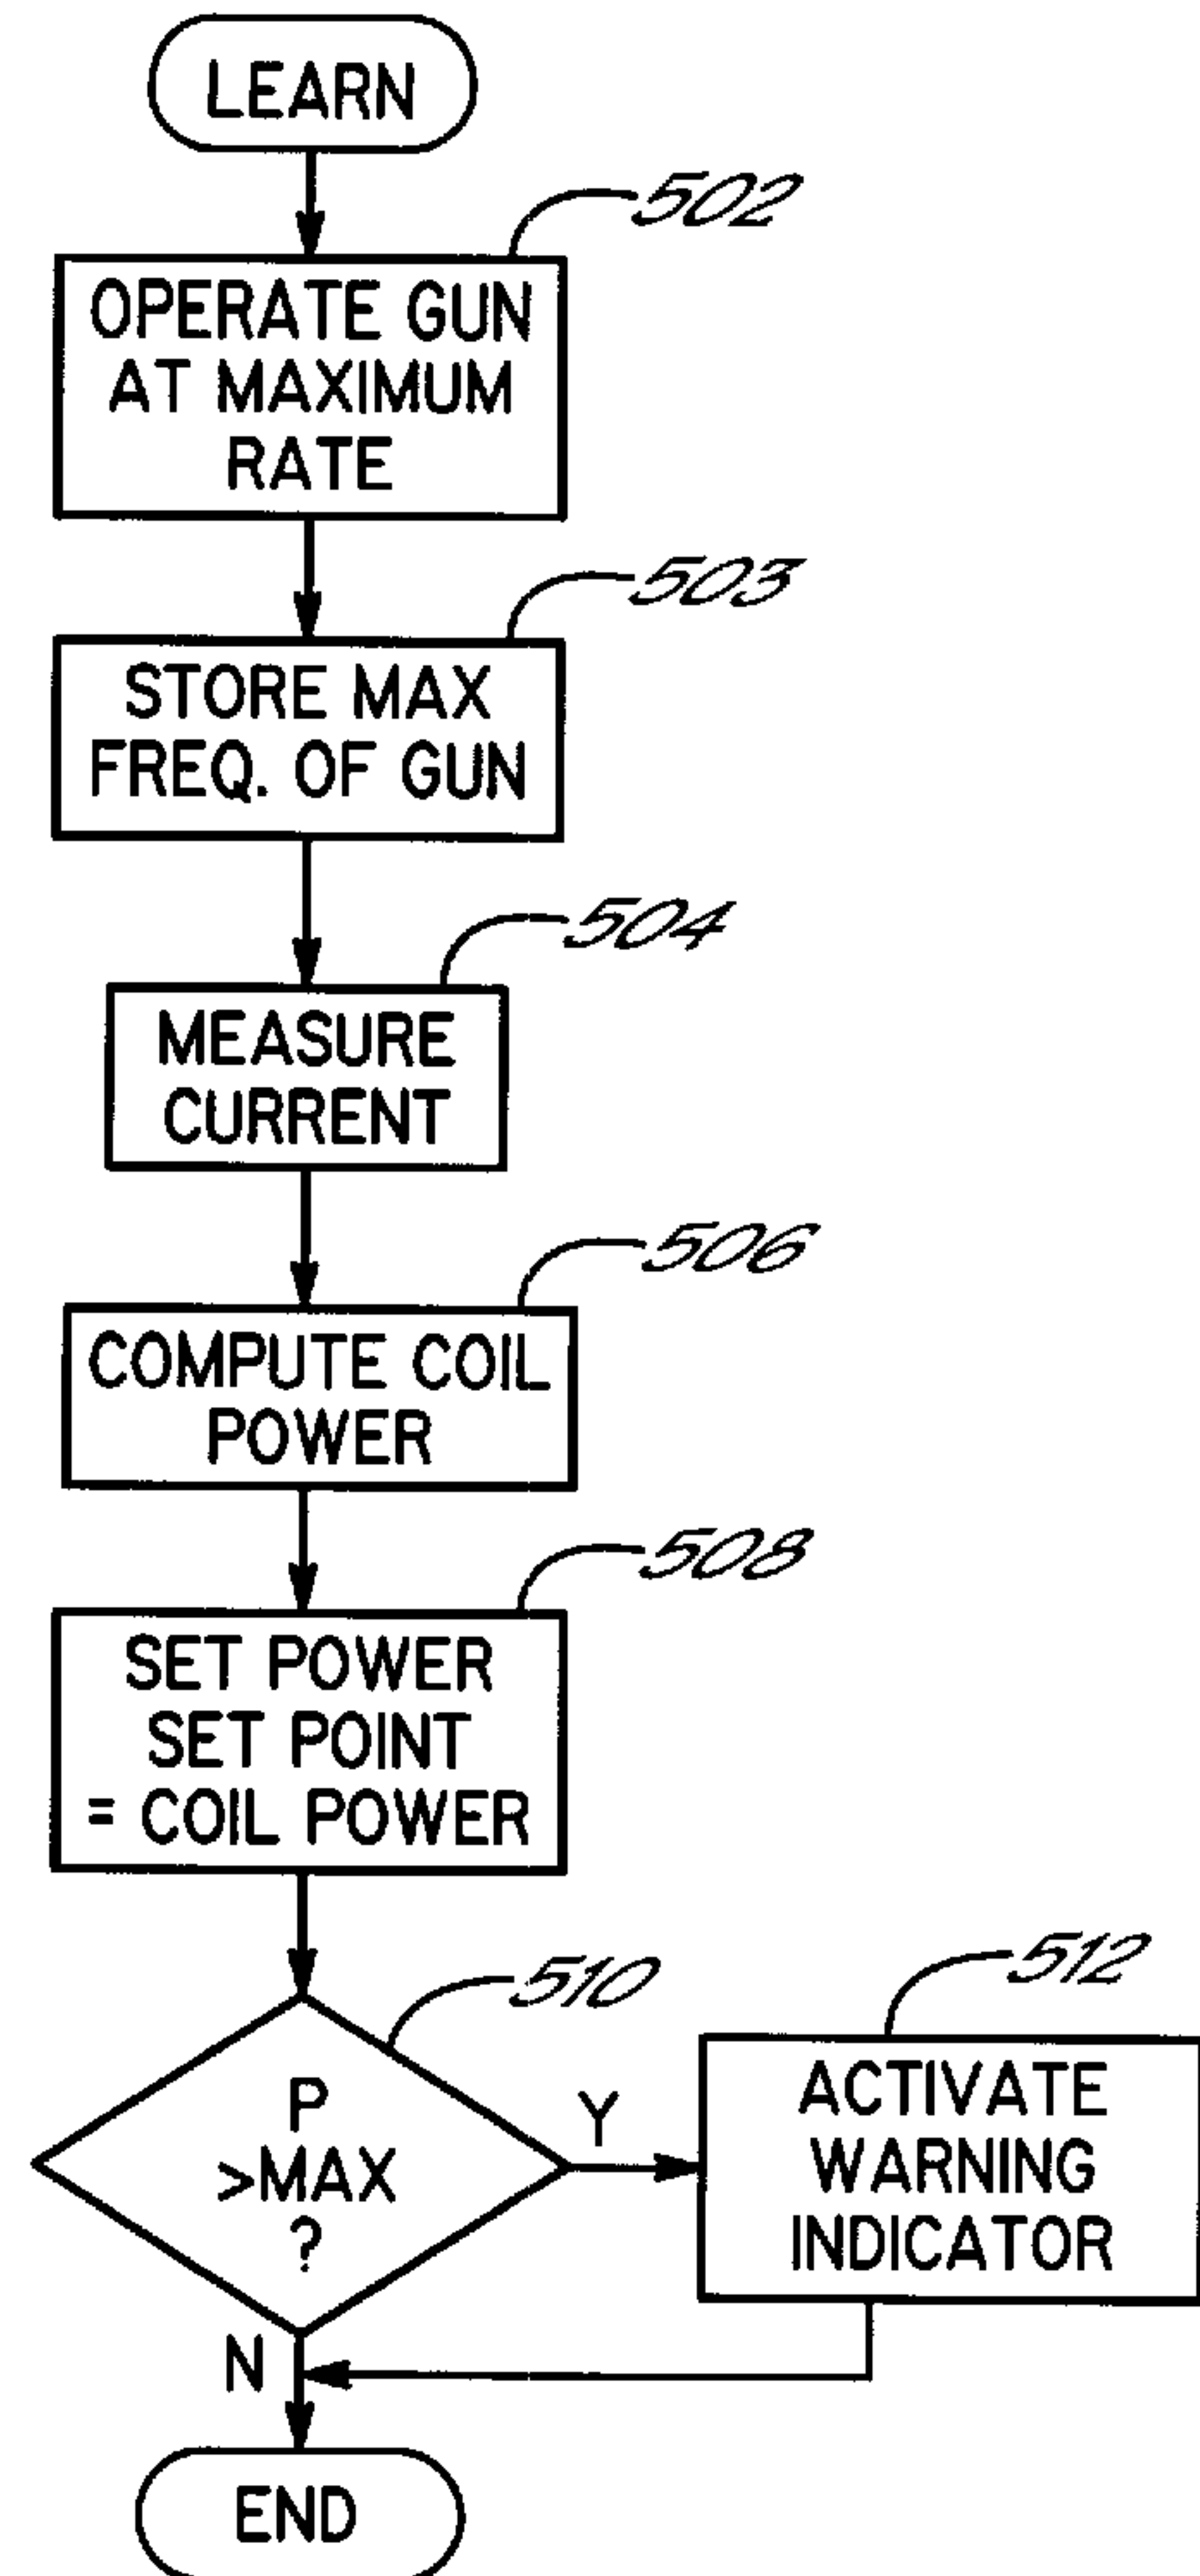 LEARN
502
OPERATE GUN
AT MAXIMUM
RATE
503
STORE MAX
FREQ. OF GUN
504
MEASURE
CURRENT
506
COMPUTE COIL
POWER
508
SET POWER
SET POINT
= COIL POWER
510
P
>MAX
?
Y
512
ACTIVATE
WARNING
INDICATOR
N
END